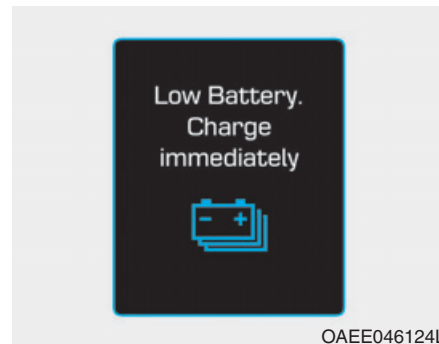 Low Battery.
Charge
immediately
- +
OAEE046124L